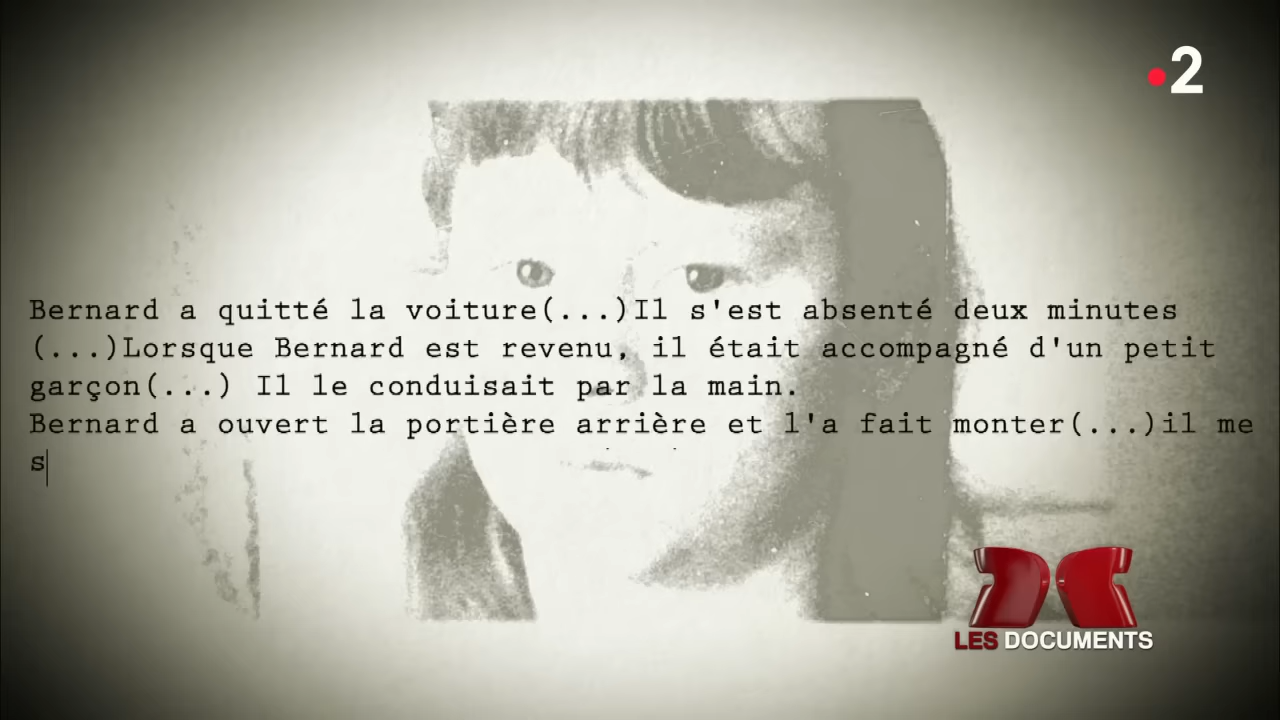 2
Bernard a quitté la voiture(...)Il s'est absenté deux minutes
(...)Lorsque Bernard est revenu, il était accompagné d'un petit
garçon(...) Il le conduisait par la main.
Bernard a ouvert la portière arrière et l'a fait monter(...)il me
s
LES DOCUMENTS